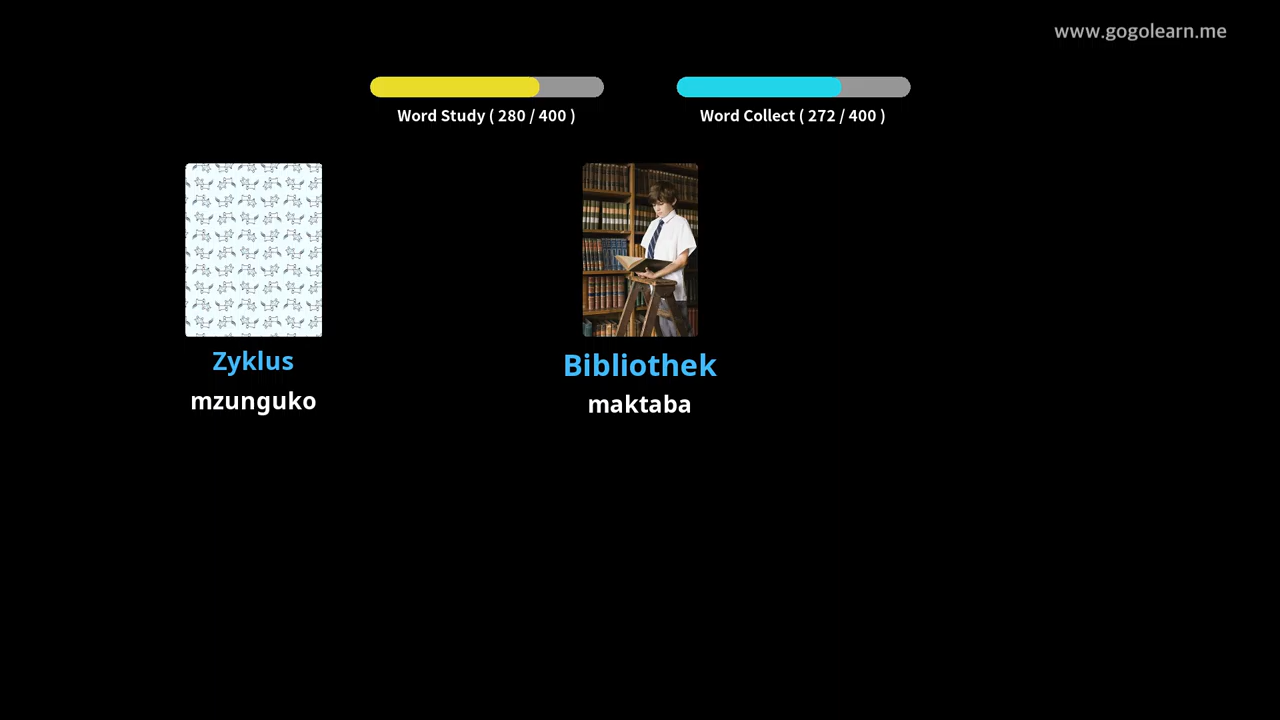 www.gogolearn.me
Word Study ( 280 / 400 )
Word Collect ( 272 / 400 )
Zyklus
mzunguko
Bibliothek
maktaba